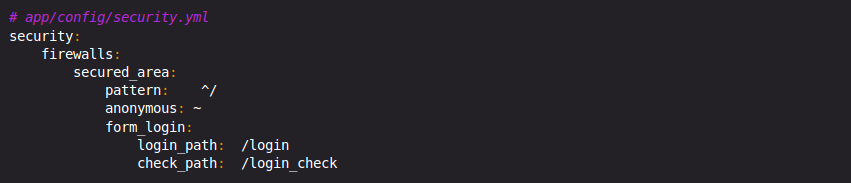 # app/config/security.yml
security:
    firewalls:
        secured_area:
            pattern:    ^/
            anonymous: ~
            form_login:
                login_path:  /login
                check_path:  /login_check